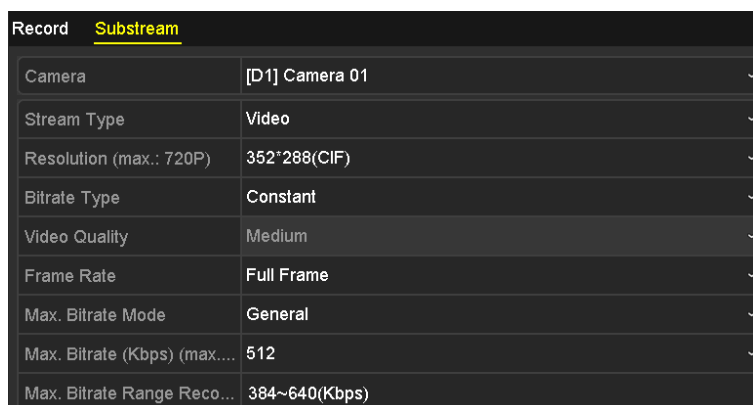 Record Substream
Camera [D1] Camera 01
Stream Type Video
Resolution (max.: 720P) 352*288(CIF)
Bitrate Type Constant
Video Quality Medium
Frame Rate Full Frame
Max. Bitrate Mode General
Max. Bitrate (Kbps) (max.... 512
Max. Bitrate Range Reco... 384~640(Kbps)